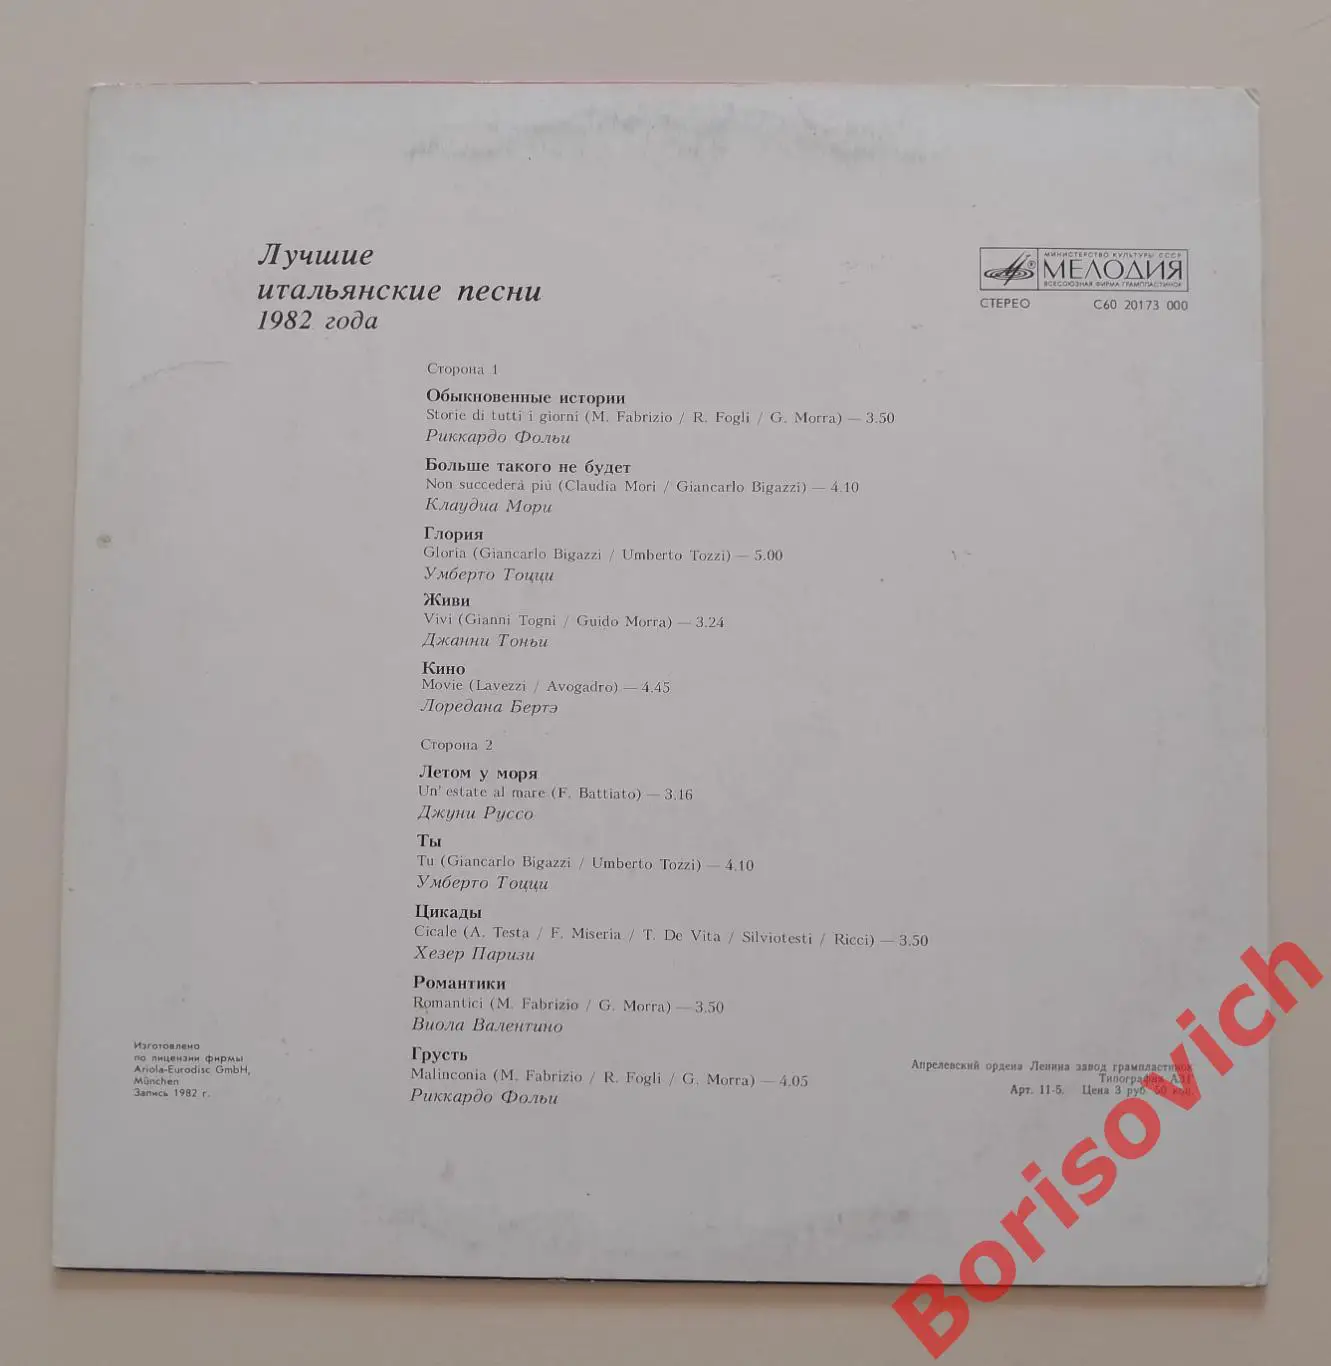 Лучшие
итальянские песни
1982 года
МИНИСТЕРСТВО КУЛЬТУРЫ СССР
МЕЛОДИЯ
ВСЕСОЮЗНАЯ ФИРМА ГРАМПЛАСТИНОК
СТЕРЕО С60 20173 000
Сторона 1
Обыкновенные истории
Storie di tutti i giorni (M. Fabrizio / R. Fogli / G. Morra) — 3.50
Риккардо Фольи
Больше такого не будет
Non succederà più (Claudia Mori / Giancarlo Bigazzi) — 4.10
Клаудиа Мори
Глория
Gloria (Giancarlo Bigazzi / Umberto Tozzi) — 5.00
Умберто Тоцци
Живи
Vivi (Gianni Togni / Guido Morra) — 3.24
Джанни Тоньи
Кино
Movie (Lavezzi / Avogadro) — 4.45
Лоредана Бертэ
Сторона 2
Летом у моря
Un' estate al mare (F. Battiato) — 3.16
Джуни Руссо
Ты
Tu (Giancarlo Bigazzi / Umberto Tozzi) — 4.10
Умберто Тоцци
Цикады
Cicale (A. Testa / F. Miseria / T. De Vita / Silviotesti / Ricci) — 3.50
Хезер Паризи
Романтики
Romantici (M. Fabrizio / G. Morra) — 3.50
Виола Валентино
Грусть
Malinconia (M. Fabrizio / R. Fogli / G. Morra) — 4.05
Риккардо Фольи
Изготовлено
по лицензии фирмы
Ariola-Eurodisc GmbH,
München
Запись 1982 г.
Апрелевский ордена Ленина завод грампластинок
Типография АЗГ
Арт. 11-5. Цена 3 руб. 50 коп.
Borisovich